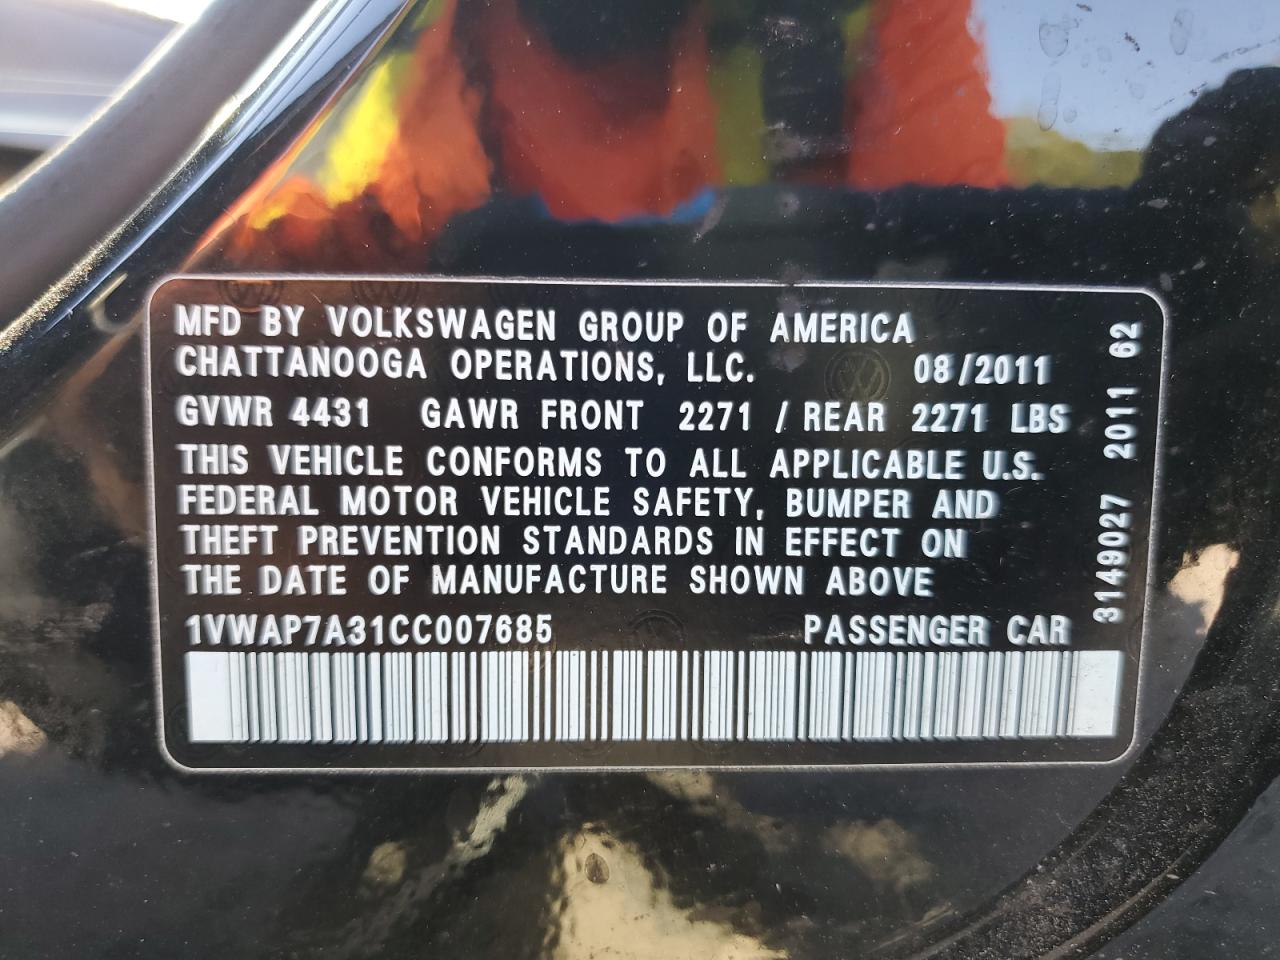 MFD BY VOLKSWAGEN GROUP OF AMERICA
CHATTANOOGA OPERATIONS, LLC. 08/2011
GVWR 4431 GAWR FRONT 2271 / REAR 2271 LBS
THIS VEHICLE CONFORMS TO ALL APPLICABLE U.S.
FEDERAL MOTOR VEHICLE SAFETY, BUMPER AND
THEFT PREVENTION STANDARDS IN EFFECT ON
THE DATE OF MANUFACTURE SHOWN ABOVE
1VWAP7A31CC007685 PASSENGER CAR
3149027 2011 62